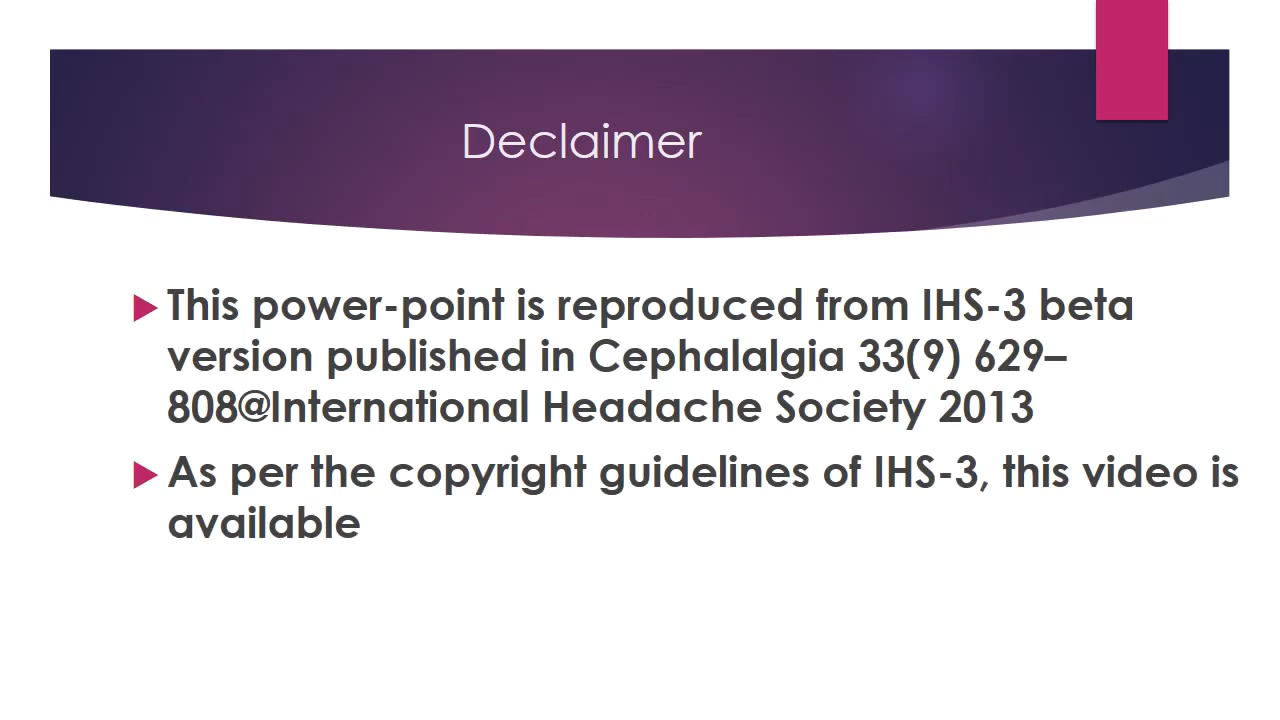 Declaimer
This power-point is reproduced from IHS-3 beta
version published in Cephalalgia 33(9) 629–
808@International Headache Society 2013
As per the copyright guidelines of IHS-3, this video is
available